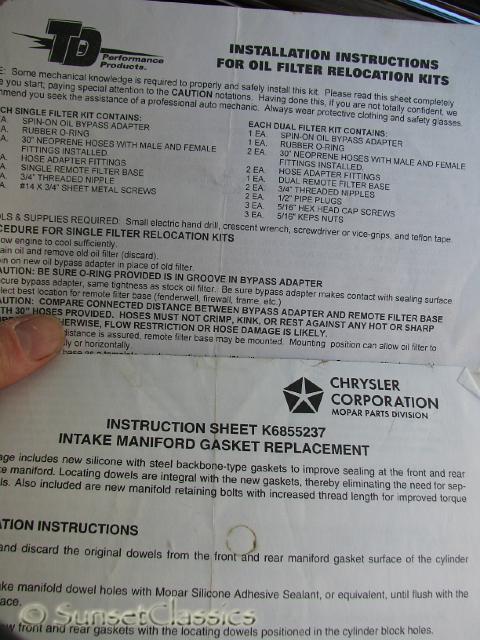 TD
Performance
Products.
INSTALLATION INSTRUCTIONS
FOR OIL FILTER RELOCATION KITS
E: Some mechanical knowledge is required to properly and safely install this kit. Please read this sheet completely
e you start, paying special attention to the CAUTION notations. Having done this, if you are not totally confident, we
mmend you seek the assistance of a professional auto mechanic. Always wear protective clothing and safety glasses.
CH SINGLE FILTER KIT CONTAINS:
A. SPIN-ON OIL BYPASS ADAPTER
A. RUBBER O-RING
A. 30" NEOPRENE HOSES WITH MALE AND FEMALE
FITTINGS INSTALLED
A. HOSE ADAPTER FITTINGS
A. SINGLE REMOTE FILTER BASE
A. 3/4" THREADED NIPPLE
A. #14 X 3/4" SHEET METAL SCREWS
EACH DUAL FILTER KIT CONTAINS:
1 EA. SPIN-ON OIL BYPASS ADAPTER
1 EA. RUBBER O-RING
2 EA. 30" NEOPRENE HOSES WITH MALE AND FEMALE
FITTINGS INSTALLED
2 EA. HOSE ADAPTER FITTINGS
1 EA. DUAL REMOTE FILTER BASE
2 EA. 3/4" THREADED NIPPLES
2 EA. 1/2" PIPE PLUGS
3 EA. 5/16" HEX HEAD CAP SCREWS
3 EA. 5/16" KEPS NUTS
OLS & SUPPLIES REQUIRED: Small electric hand drill, crescent wrench, screwdriver or vice-grips, and teflon tape.
CEDURE FOR SINGLE FILTER RELOCATION KITS
ow engine to cool sufficiently.
ain oil and remove old oil filter (discard).
pin on new oil bypass adapter in place of old filter.
AUTION: BE SURE O-RING PROVIDED IS IN GROOVE IN BYPASS ADAPTER
ecure bypass adapter, same tightness as stock oil filter. Be sure bypass adapter makes contact with sealing surface
elect best location for remote filter base (fenderwell, firewall, frame, etc.)
AUTION: COMPARE CONNECTED DISTANCE BETWEEN BYPASS ADAPTER AND REMOTE FILTER BASE
TH 30" HOSES PROVIDED. HOSES MUST NOT CRIMP, KINK, OR REST AGAINST ANY HOT OR SHARP
OTHERWISE, FLOW RESTRICTION OR HOSE DAMAGE IS LIKELY.
distance is assured, remote filter base may be mounted. Mounting position can allow oil filter to
ly or horizontally.
CHRYSLER
CORPORATION
MOPAR PARTS DIVISION
INSTRUCTION SHEET K6855237
INTAKE MANIFORD GASKET REPLACEMENT
age includes new silicone with steel backbone-type gaskets to improve sealing at the front and rear
ke maniford. Locating dowels are integral with the new gaskets, thereby eliminating the need for sep-
ls. Also included are new manifold retaining bolts with increased thread length for improved torque
ATION INSTRUCTIONS
and discard the original dowels from the front and rear maniford gasket surface of the cylinder
ke manifold dowel holes with Mopar Silicone Adhesive Sealant, or equivalent, until flush with the
ace.
w front and rear gaskets with the locating dowels positioned in the cylinder block holes.
© SunsetClassics